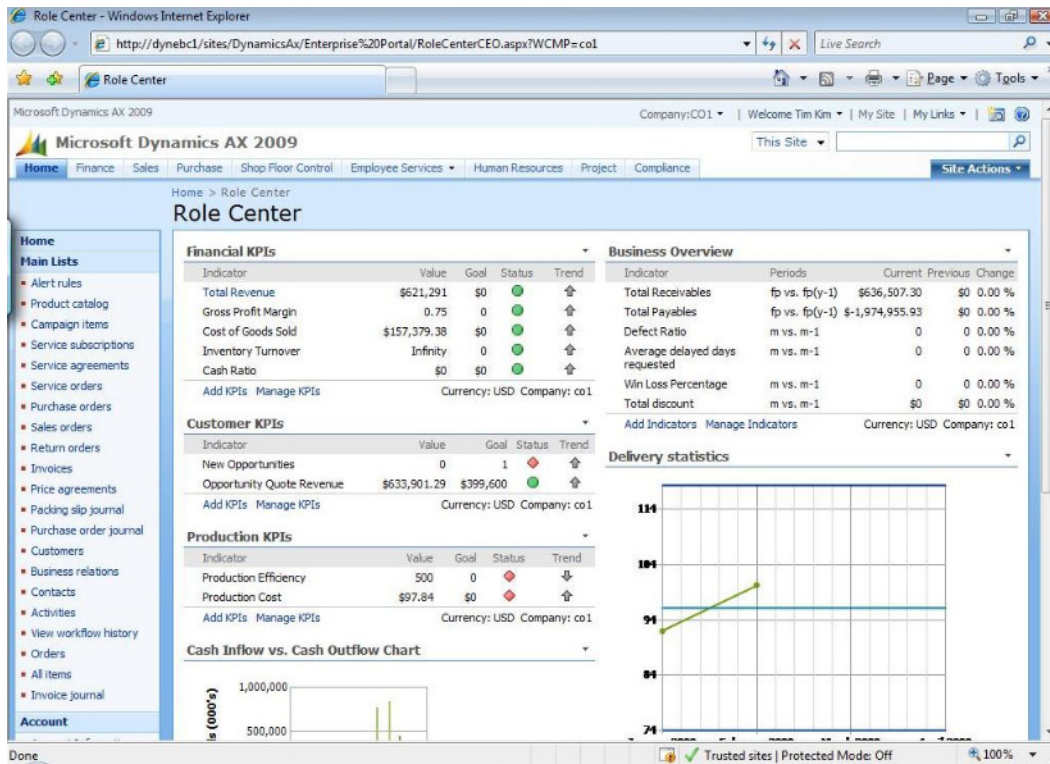 Role Center - Windows Internet Explorer
http://dynebc1/sites/DynamicsAx/Enterprise%20Portal/RoleCenterCEO.aspx?WCMP=co1
Live Search
Role Center
Page
Tools
Microsoft Dynamics AX 2009
Company:CO1 | Welcome Tim Kim | My Site | My Links |
Microsoft Dynamics AX 2009
This Site
Home Finance Sales Purchase Shop Floor Control Employee Services Human Resources Project Compliance
Site Actions
Home > Role Center
Role Center
Home
Main Lists
Alert rules
Product catalog
Campaign items
Service subscriptions
Service agreements
Service orders
Purchase orders
Sales orders
Return orders
Invoices
Price agreements
Packing slip journal
Purchase order journal
Customers
Business relations
Contacts
Activities
View workflow history
Orders
All items
Invoice journal
Account
Financial KPIs
Indicator Value Goal Status Trend
Total Revenue $621,291 $0
Gross Profit Margin 0.75 0
Cost of Goods Sold $157,379.38 $0
Inventory Turnover Infinity 0
Cash Ratio $0 $0
Add KPIs Manage KPIs Currency: USD Company: co1
Customer KPIs
Indicator Value Goal Status Trend
New Opportunities 0 1
Opportunity Quote Revenue $633,901.29 $399,600
Add KPIs Manage KPIs Currency: USD Company: co1
Production KPIs
Indicator Value Goal Status Trend
Production Efficiency 500 0
Production Cost $97.84 $0
Add KPIs Manage KPIs Currency: USD Company: co1
Cash Inflow vs. Cash Outflow Chart
1,000,000
500,000
(000's)
Business Overview
Indicator Periods Current Previous Change
Total Receivables fp vs. fp(y-1) $636,507.30 $0 0.00 %
Total Payables fp vs. fp(y-1) $-1,974,955.93 $0 0.00 %
Defect Ratio m vs. m-1 0 0 0.00 %
Average delayed days m vs. m-1 0 0 0.00 %
requested
Win Loss Percentage m vs. m-1 0 0 0.00 %
Total discount m vs. m-1 $0 $0 0.00 %
Add Indicators Manage Indicators Currency: USD Company: co1
Delivery statistics
114
104
94
84
74
Done
Trusted sites | Protected Mode: Off
100%